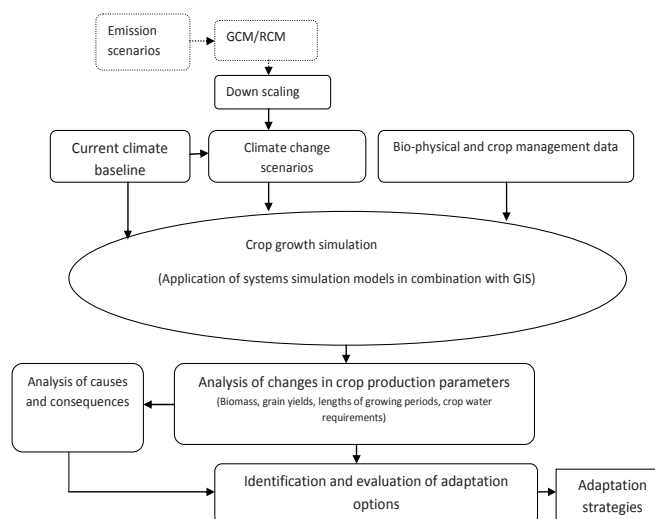 Emission
scenarios
GCM/RCM
Down scaling
Current climate
baseline
Climate change
scenarios
Bio-physical and crop management data
Crop growth simulation
(Application of systems simulation models in combination with GIS)
Analysis of causes
and consequences
Analysis of changes in crop production parameters
(Biomass, grain yields, lengths of growing periods, crop water
requirements)
Identification and evaluation of adaptation
options
Adaptation
strategies